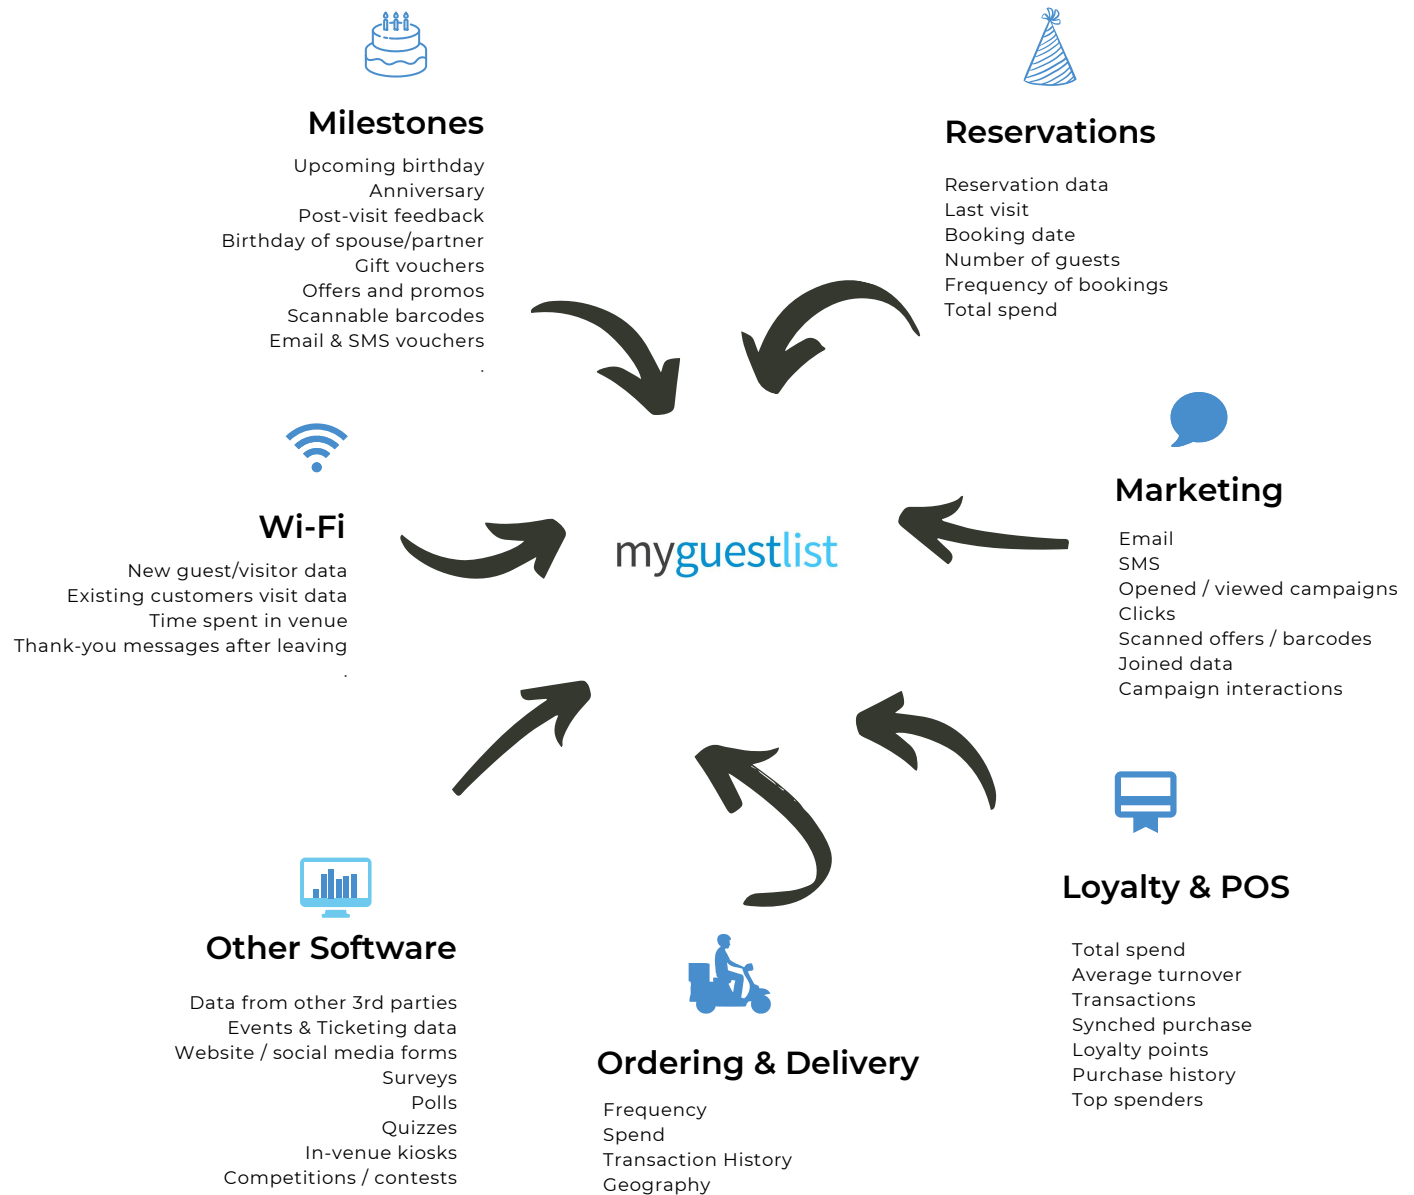 Milestones
Upcoming birthday
Anniversary
Post-visit feedback
Birthday of spouse/partner
Gift vouchers
Offers and promos
Scannable barcodes
Email & SMS vouchers
.
Reservations
Reservation data
Last visit
Booking date
Number of guests
Frequency of bookings
Total spend
Wi-Fi
New guest/visitor data
Existing customers visit data
Time spent in venue
Thank-you messages after leaving
.
myguestlist
Marketing
Email
SMS
Opened / viewed campaigns
Clicks
Scanned offers / barcodes
Joined data
Campaign interactions
Other Software
Data from other 3rd parties
Events & Ticketing data
Website / social media forms
Surveys
Polls
Quizzes
In-venue kiosks
Competitions / contests
Ordering & Delivery
Frequency
Spend
Transaction History
Geography
Loyalty & POS
Total spend
Average turnover
Transactions
Synched purchase
Loyalty points
Purchase history
Top spenders